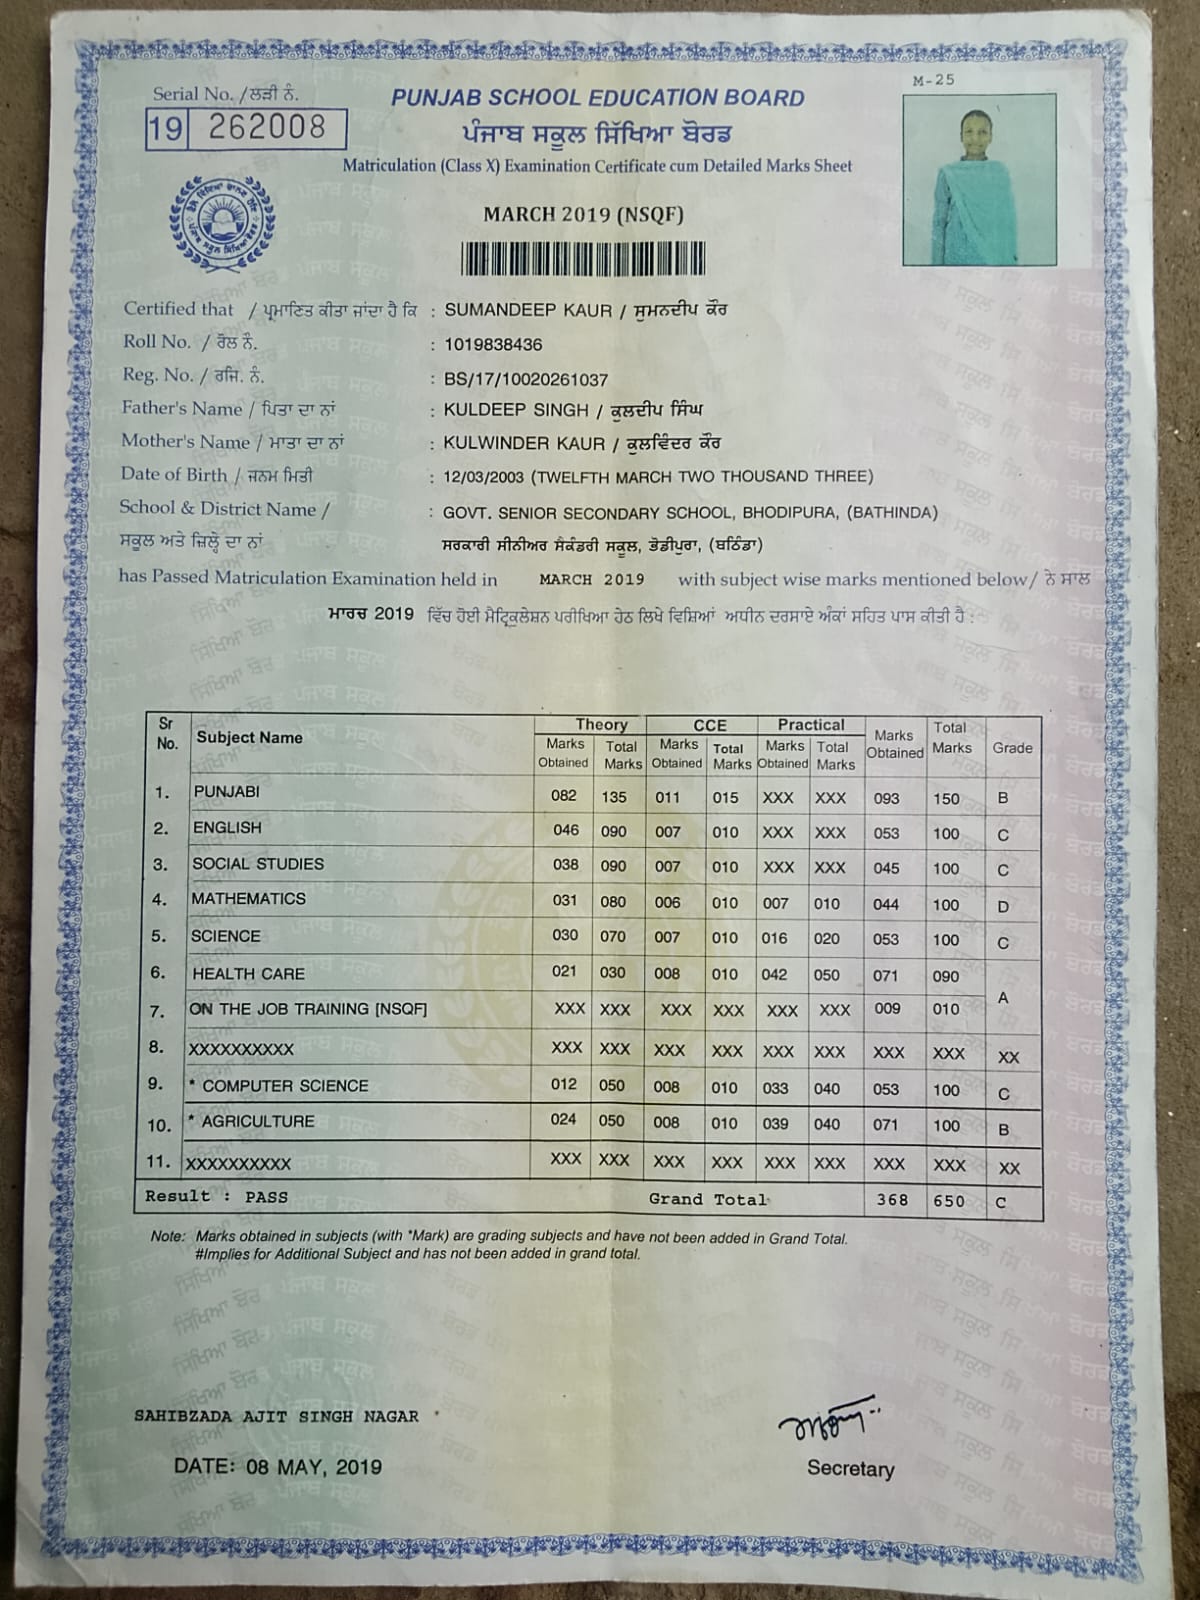 M-25
Serial No. /ਲੜੀ ਨੰ.
19 262008
PUNJAB SCHOOL EDUCATION BOARD
ਪੰਜਾਬ ਸਕੂਲ ਸਿੱਖਿਆ ਬੋਰਡ
Matriculation (Class X) Examination Certificate cum Detailed Marks Sheet
MARCH 2019 (NSQF)
Certified that / ਪ੍ਰਮਾਣਿਤ ਕੀਤਾ ਜਾਂਦਾ ਹੈ ਕਿ : SUMANDEEP KAUR / ਸੁਮਨਦੀਪ ਕੌਰ
Roll No. / ਰੋਲ ਨੰ. : 1019838436
Reg. No. / ਰਜਿ. ਨੰ. : BS/17/10020261037
Father's Name / ਪਿਤਾ ਦਾ ਨਾਂ : KULDEEP SINGH / ਕੁਲਦੀਪ ਸਿੰਘ
Mother's Name / ਮਾਤਾ ਦਾ ਨਾਂ : KULWINDER KAUR / ਕੁਲਵਿੰਦਰ ਕੌਰ
Date of Birth / ਜਨਮ ਮਿਤੀ : 12/03/2003 (TWELFTH MARCH TWO THOUSAND THREE)
School & District Name / : GOVT. SENIOR SECONDARY SCHOOL, BHODIPURA, (BATHINDA)
ਸਕੂਲ ਅਤੇ ਜ਼ਿਲ੍ਹੇ ਦਾ ਨਾਂ ਸਰਕਾਰੀ ਸੀਨੀਅਰ ਸੈਕੰਡਰੀ ਸਕੂਲ, ਭੋਡੀਪੁਰਾ, (ਬਠਿੰਡਾ)
has Passed Matriculation Examination held in MARCH 2019 with subject wise marks mentioned below/ ਨੇ ਸਾਲ
ਮਾਰਚ 2019 ਵਿੱਚ ਹੋਈ ਮੈਟ੍ਰਿਕੁਲੇਸ਼ਨ ਪਰੀਖਿਆ ਹੇਠ ਲਿਖੇ ਵਿਸ਼ਿਆਂ ਅਧੀਨ ਦਰਸਾਏ ਅੰਕਾਂ ਸਹਿਤ ਪਾਸ ਕੀਤੀ ਹੈ :
Sr No. Subject Name Theory CCE Practical Marks Obtained Total Marks Grade
Marks Obtained Total Marks Marks Obtained Total Marks Marks Obtained Total Marks
1. PUNJABI 082 135 011 015 XXX XXX 093 150 B
2. ENGLISH 046 090 007 010 XXX XXX 053 100 C
3. SOCIAL STUDIES 038 090 007 010 XXX XXX 045 100 C
4. MATHEMATICS 031 080 006 010 007 010 044 100 D
5. SCIENCE 030 070 007 010 016 020 053 100 C
6. HEALTH CARE 021 030 008 010 042 050 071 090
A
7. ON THE JOB TRAINING [NSQF] XXX XXX XXX XXX XXX XXX 009 010
8. XXXXXXXXXX XXX XXX XXX XXX XXX XXX XXX XXX XX
9. * COMPUTER SCIENCE 012 050 008 010 033 040 053 100 C
10. * AGRICULTURE 024 050 008 010 039 040 071 100 B
11. XXXXXXXXXX XXX XXX XXX XXX XXX XXX XXX XXX XX
Result : PASS Grand Total 368 650 C
Note: Marks obtained in subjects (with *Mark) are grading subjects and have not been added in Grand Total.
#Implies for Additional Subject and has not been added in grand total.
SAHIBZADA AJIT SINGH NAGAR
DATE: 08 MAY, 2019
Secretary